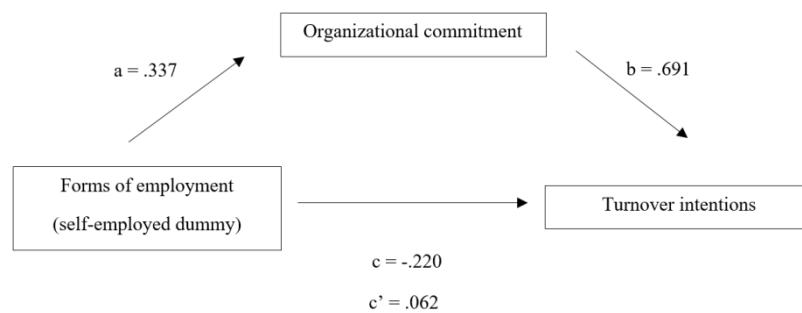 Organizational commitment
a = .337
b = .691
Forms of employment
(self-employed dummy)
Turnover intentions
c = -.220
c’ = .062